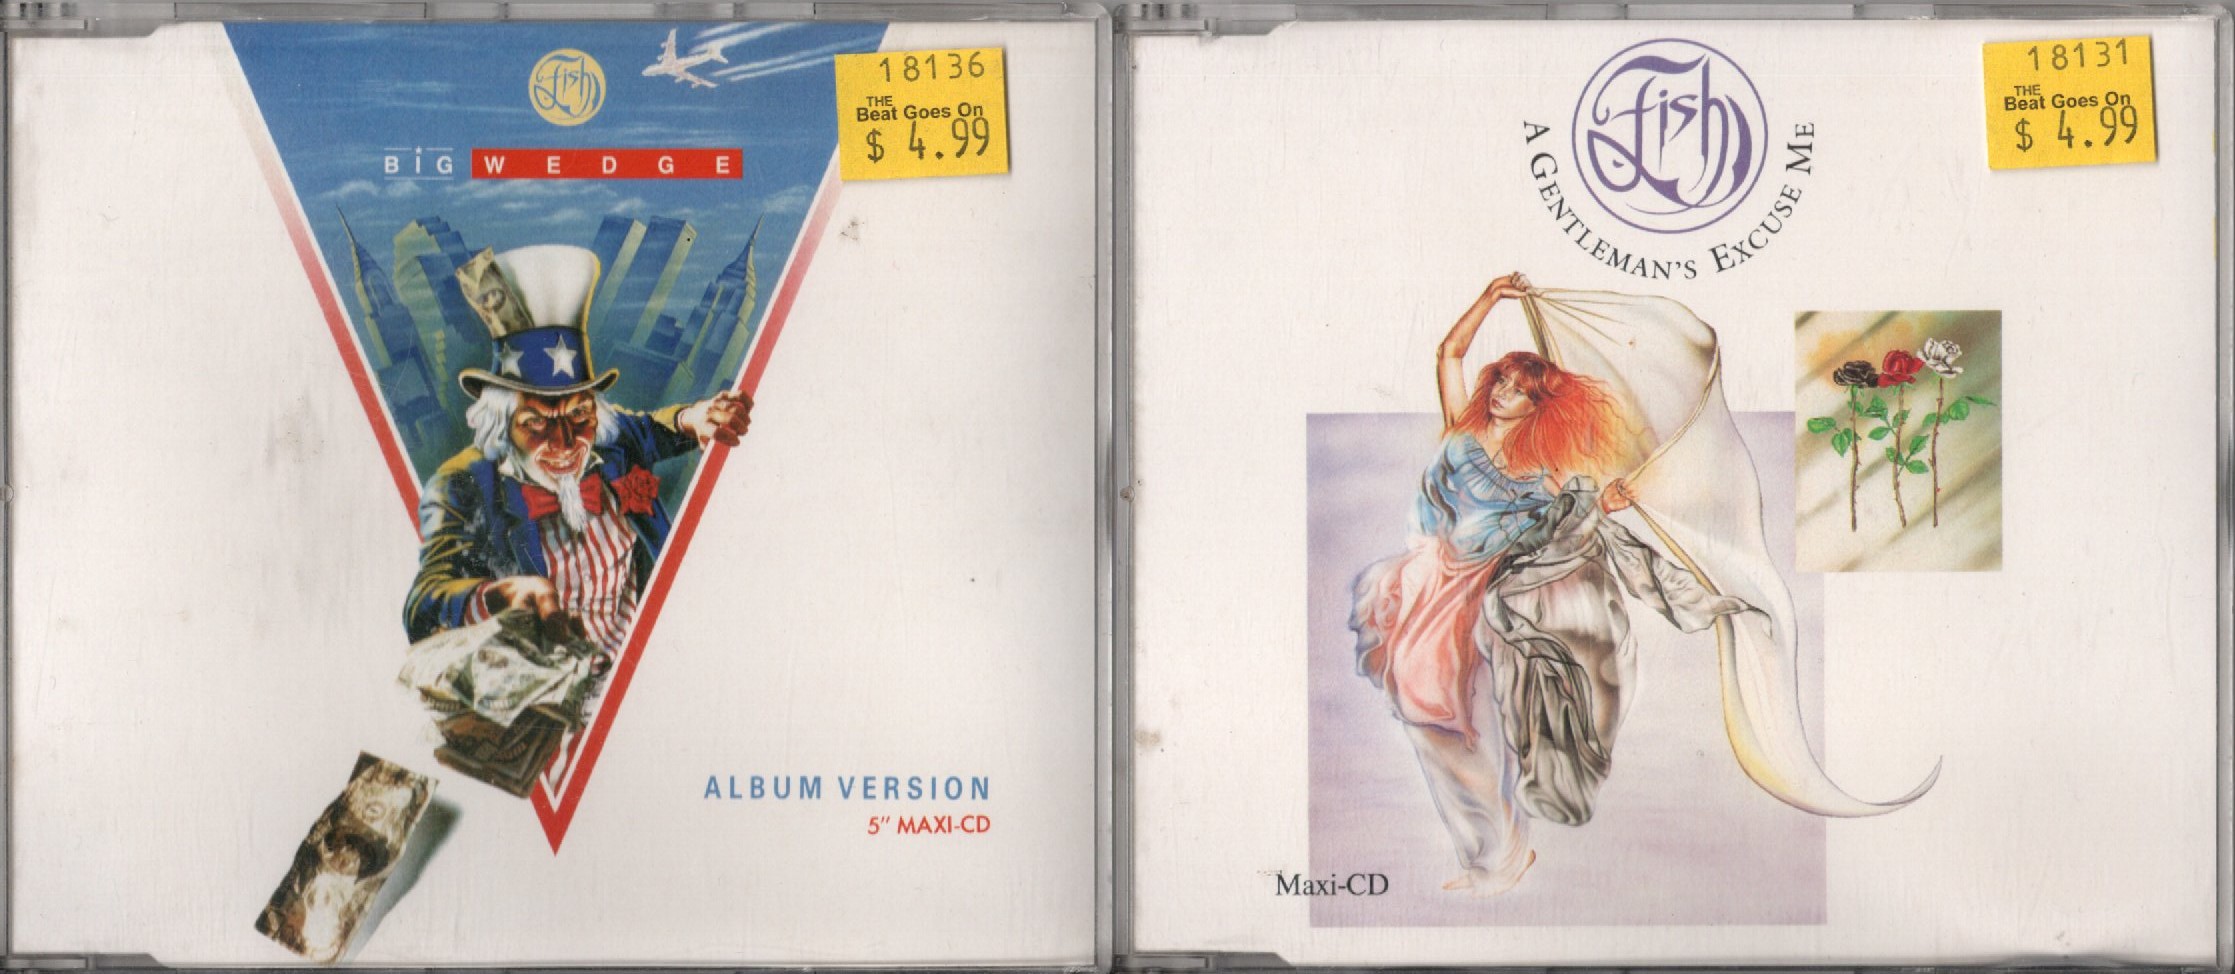 Fish
BIG WEDGE
18136
THE
Beat Goes On
$ 4.99
ALBUM VERSION
5" MAXI-CD
Fish
A GENTLEMAN'S EXCUSE ME
18131
THE
Beat Goes On
$ 4.99
Maxi-CD